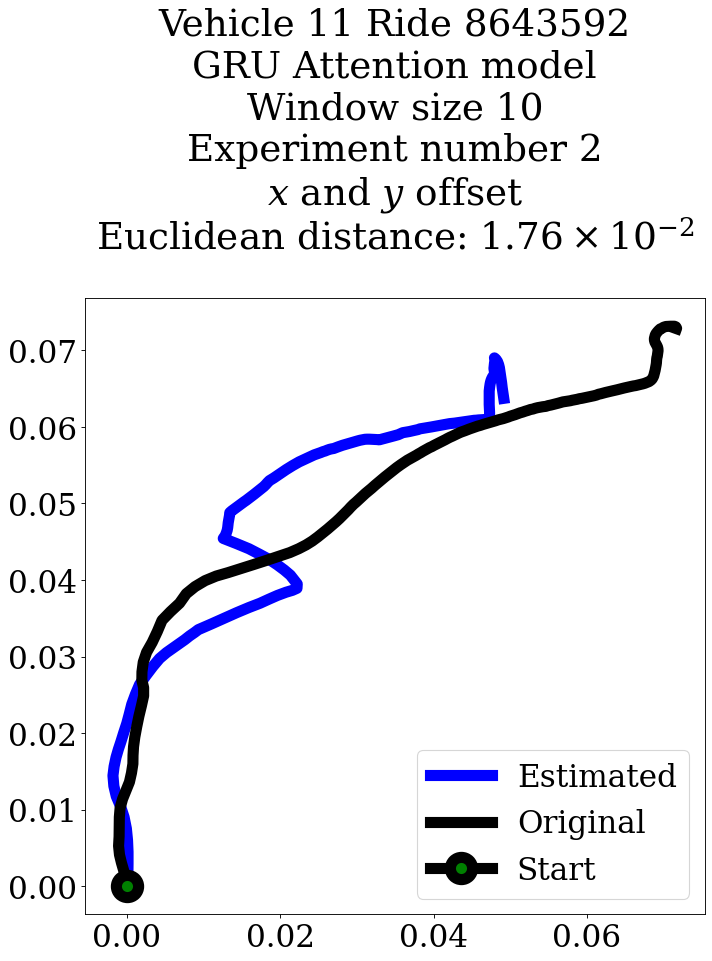 Vehicle 11 Ride 8643592
GRU Attention model
Window size 10
Experiment number 2
x and y offset
Euclidean distance: 1.76 × 10⁻²
0.07
0.06
0.05
0.04
0.03
0.02
0.01
0.00
Estimated
Original
Start
0.00 0.02 0.04 0.06